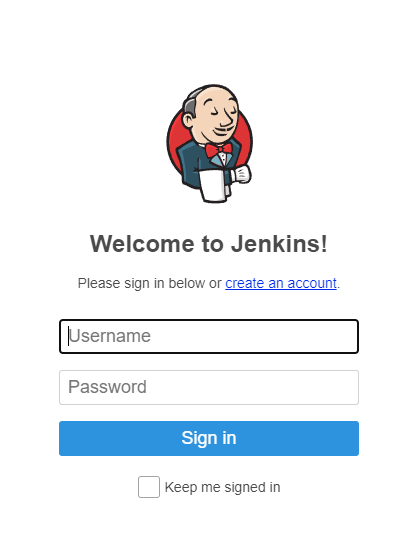 Welcome to Jenkins!
Please sign in below or create an account.
Username
Password
Sign in
Keep me signed in